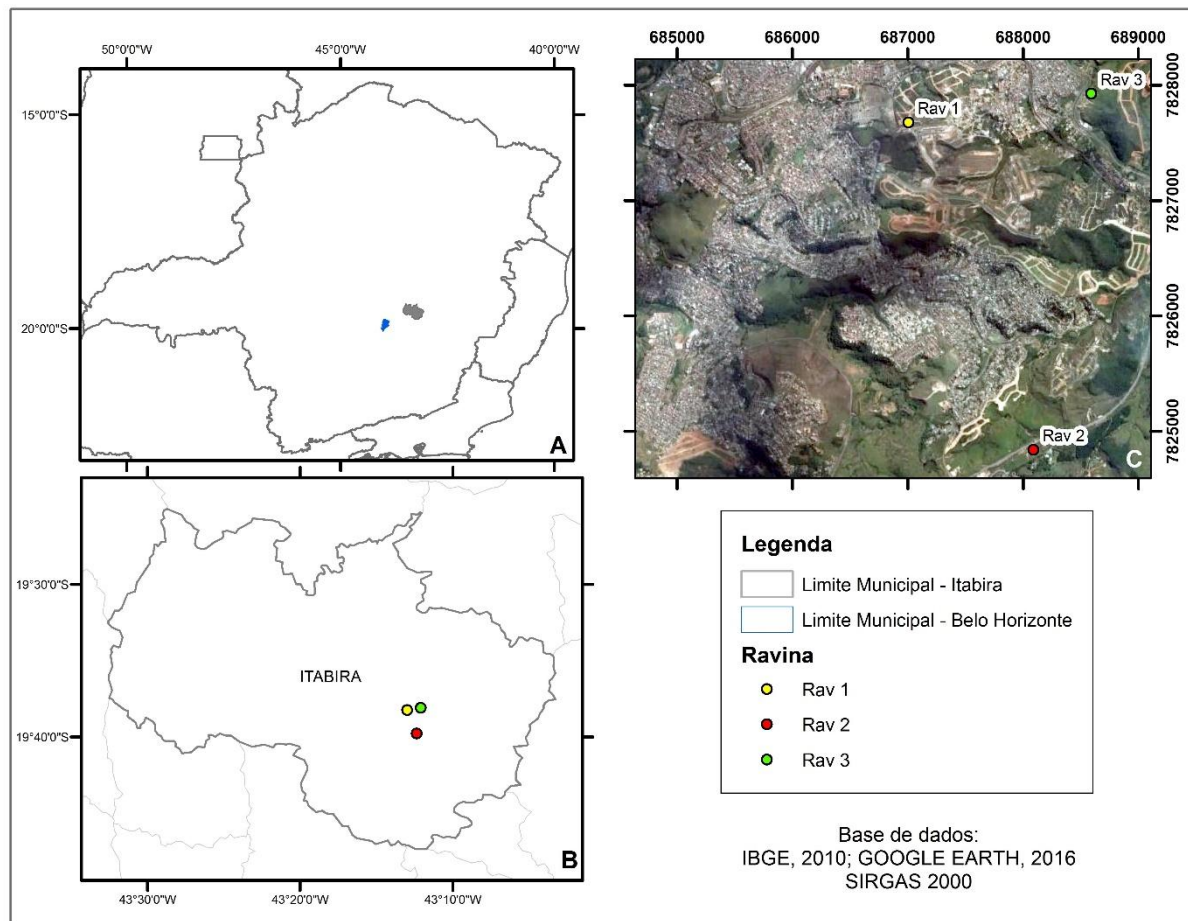 50°0'0"W 45°0'0"W 40°0'0"W
15°0'0"S
20°0'0"S
A
19°30'0"S
19°40'0"S
ITABIRA
B
43°30'0"W 43°20'0"W 43°10'0"W
685000 686000 687000 688000 689000
7828000
7827000
7826000
7825000
Rav 3
Rav 1
Rav 2
C
Legenda
Limite Municipal - Itabira
Limite Municipal - Belo Horizonte
Ravina
Rav 1
Rav 2
Rav 3
Base de dados:
IBGE, 2010; GOOGLE EARTH, 2016
SIRGAS 2000